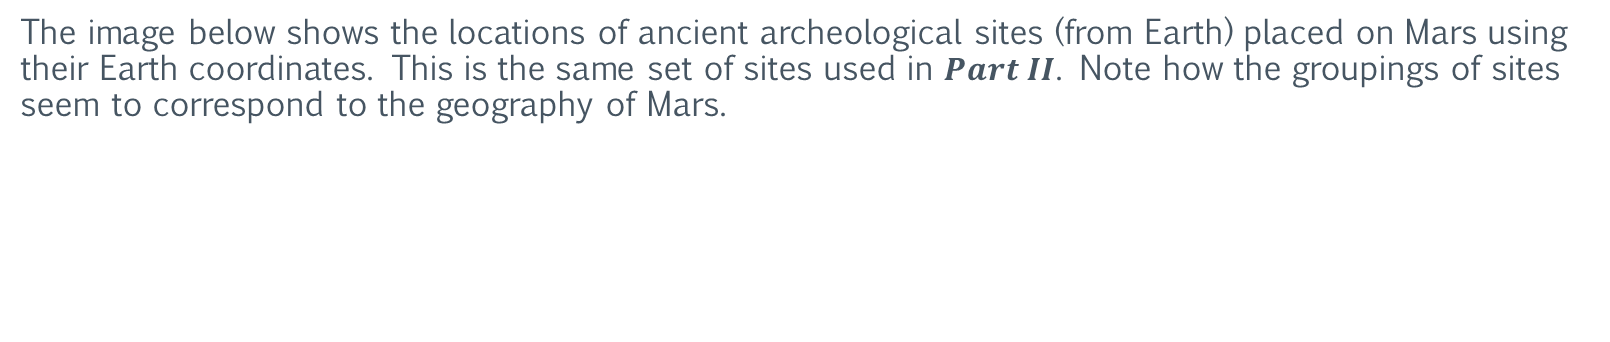 The image below shows the locations of ancient archeological sites (from Earth) placed on Mars using
their Earth coordinates.  This is the same set of sites used in Part II.  Note how the groupings of sites
seem to correspond to the geography of Mars.